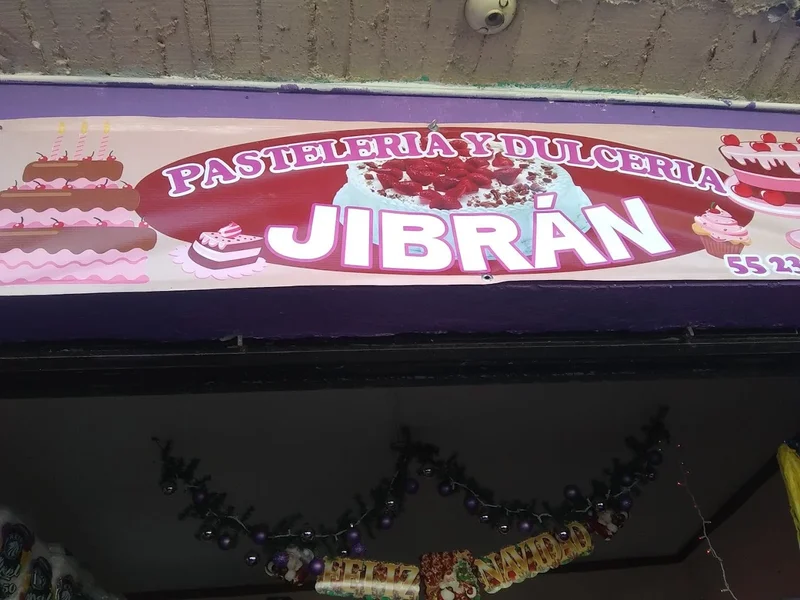 PASTELERIA Y DULCERIA
JIBRÁN
55 23
FELIZ NAVIDAD